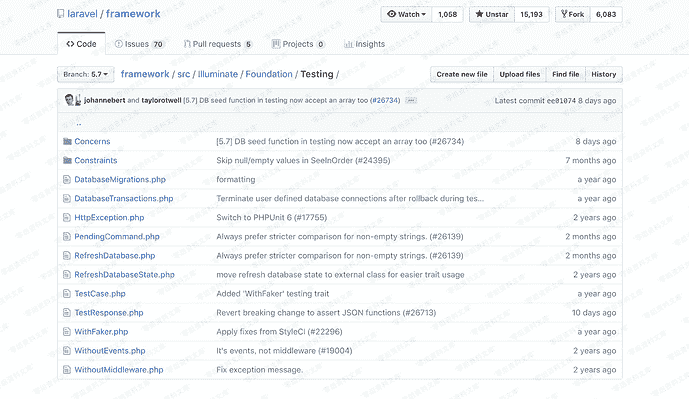 laravel / framework
Watch 1,058 Unstar 15,193 Fork 6,083
Code Issues 70 Pull requests 5 Projects 0 Insights
Branch: 5.7 framework / src / Illuminate / Foundation / Testing / Create new file Upload files Find file History
johannebert and taylorotwell [5.7] DB seed function in testing now accept an array too (#26734) ... Latest commit ee01074 8 days ago
..
Concerns [5.7] DB seed function in testing now accept an array too (#26734) 8 days ago
Constraints Skip null/empty values in SeeInOrder (#24395) 7 months ago
DatabaseMigrations.php formatting a year ago
DatabaseTransactions.php Terminate user defined database connections after rollback during tes... a year ago
HttpException.php Switch to PHPUnit 6 (#17755) 2 years ago
PendingCommand.php Always prefer stricter comparison for non-empty strings. (#26139) 2 months ago
RefreshDatabase.php Always prefer stricter comparison for non-empty strings. (#26139) 2 months ago
RefreshDatabaseState.php move refresh database state to external class for easier trait usage 2 years ago
TestCase.php Added 'WithFaker' testing trait a year ago
TestResponse.php Revert breaking change to assert JSON functions (#26713) 10 days ago
WithFaker.php Apply fixes from StyleCI (#22296) a year ago
WithoutEvents.php It's events, not middleware (#19004) 2 years ago
WithoutMiddleware.php Fix exception message. 2 years ago